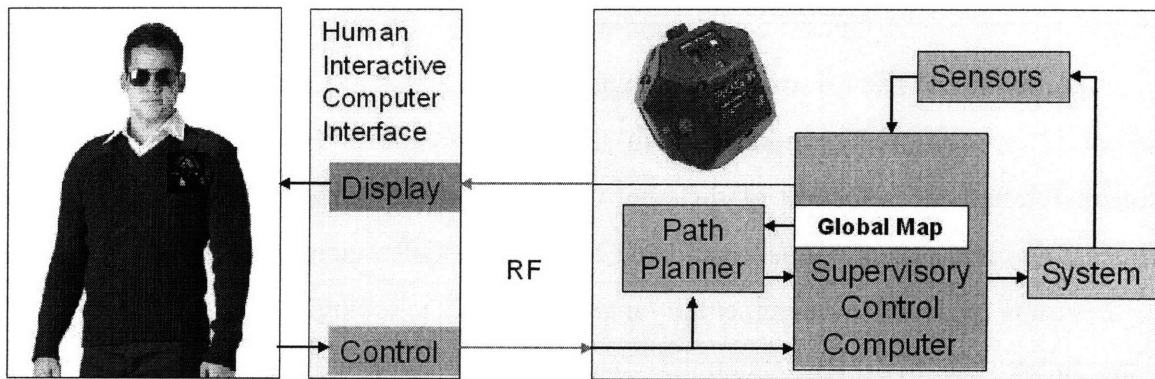 Human
Interactive
Computer
Interface
Display
Control
RF
Sensors
Path
Planner
Global Map
Supervisory
Control
Computer
System